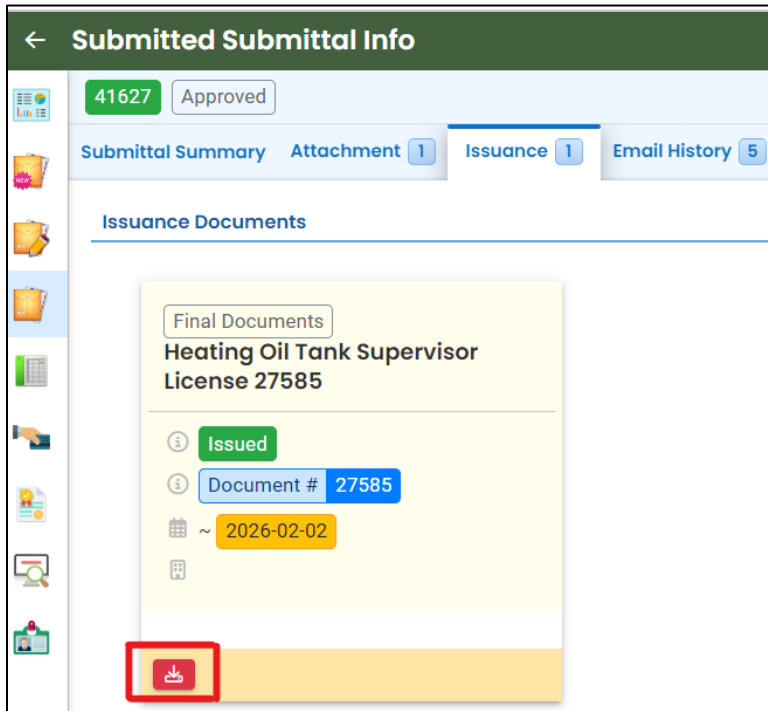 Submitted Submittal Info
41627 Approved
Submittal Summary Attachment 1 Issuance 1 Email History 5
Issuance Documents
Final Documents
Heating Oil Tank Supervisor
License 27585
Issued
Document # 27585
~ 2026-02-02